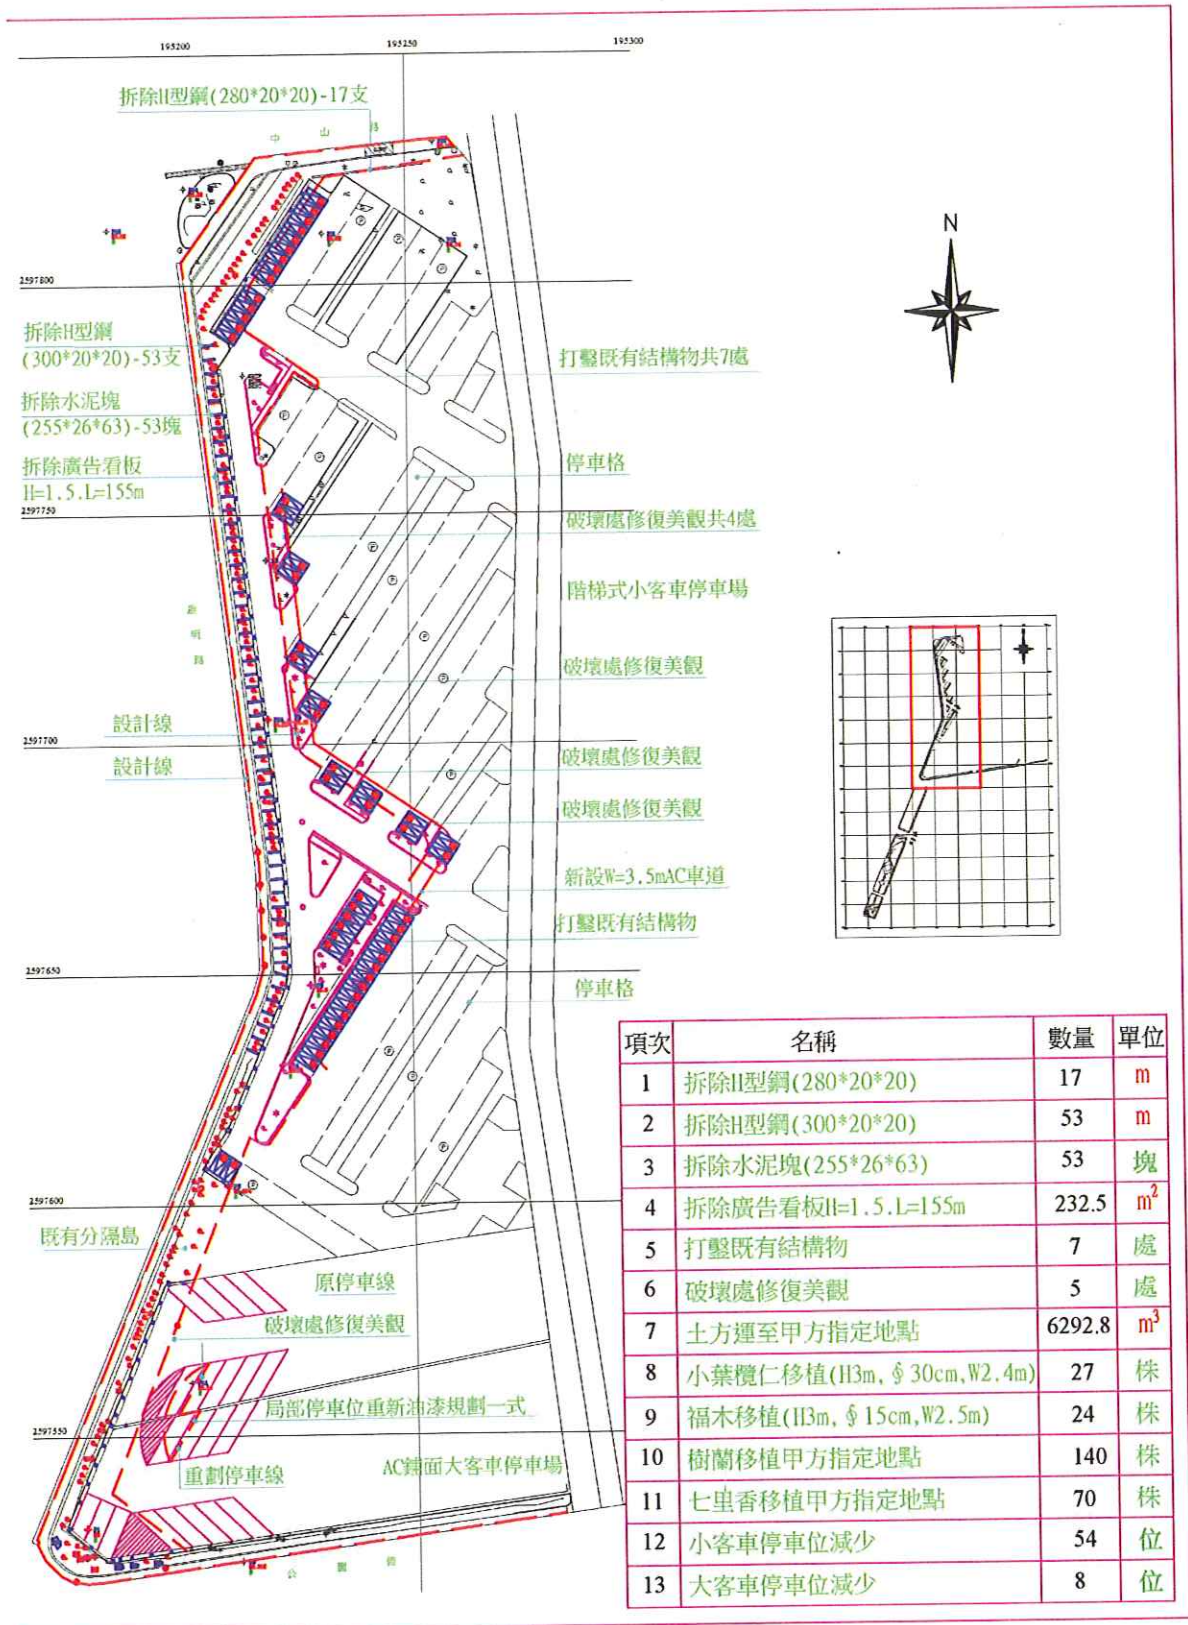 195200
195250
195300
拆除H型鋼(280*20*20)-17支
中山路
N
2597800
拆除H型鋼
(300*20*20)-53支
打鑿既有結構物共7處
拆除水泥塊
(255*26*63)-53塊
拆除廣告看板
H=1.5.L=155m
停車格
2597750
破壞處修復美觀共4處
階梯式小客車停車場
啟明路
破壞處修復美觀
設計線
2597700
破壞處修復美觀
設計線
破壞處修復美觀
新設W=3.5mAC車道
打鑿既有結構物
2597650
停車格
2597600
既有分隔島
原停車線
破壞處修復美觀
局部停車位重新油漆規劃一式
2597550
重劃停車線
AC鋪面大客車停車場
公
項次 名稱 數量 單位
1 拆除H型鋼(280*20*20) 17 m
2 拆除H型鋼(300*20*20) 53 m
3 拆除水泥塊(255*26*63) 53 塊
4 拆除廣告看板H=1.5.L=155m 232.5 m²
5 打鑿既有結構物 7 處
6 破壞處修復美觀 5 處
7 土方運至甲方指定地點 6292.8 m³
8 小葉欖仁移植(H3m, ∮30cm,W2.4m) 27 株
9 福木移植(H3m, ∮15cm,W2.5m) 24 株
10 樹蘭移植甲方指定地點 140 株
11 七里香移植甲方指定地點 70 株
12 小客車停車位減少 54 位
13 大客車停車位減少 8 位